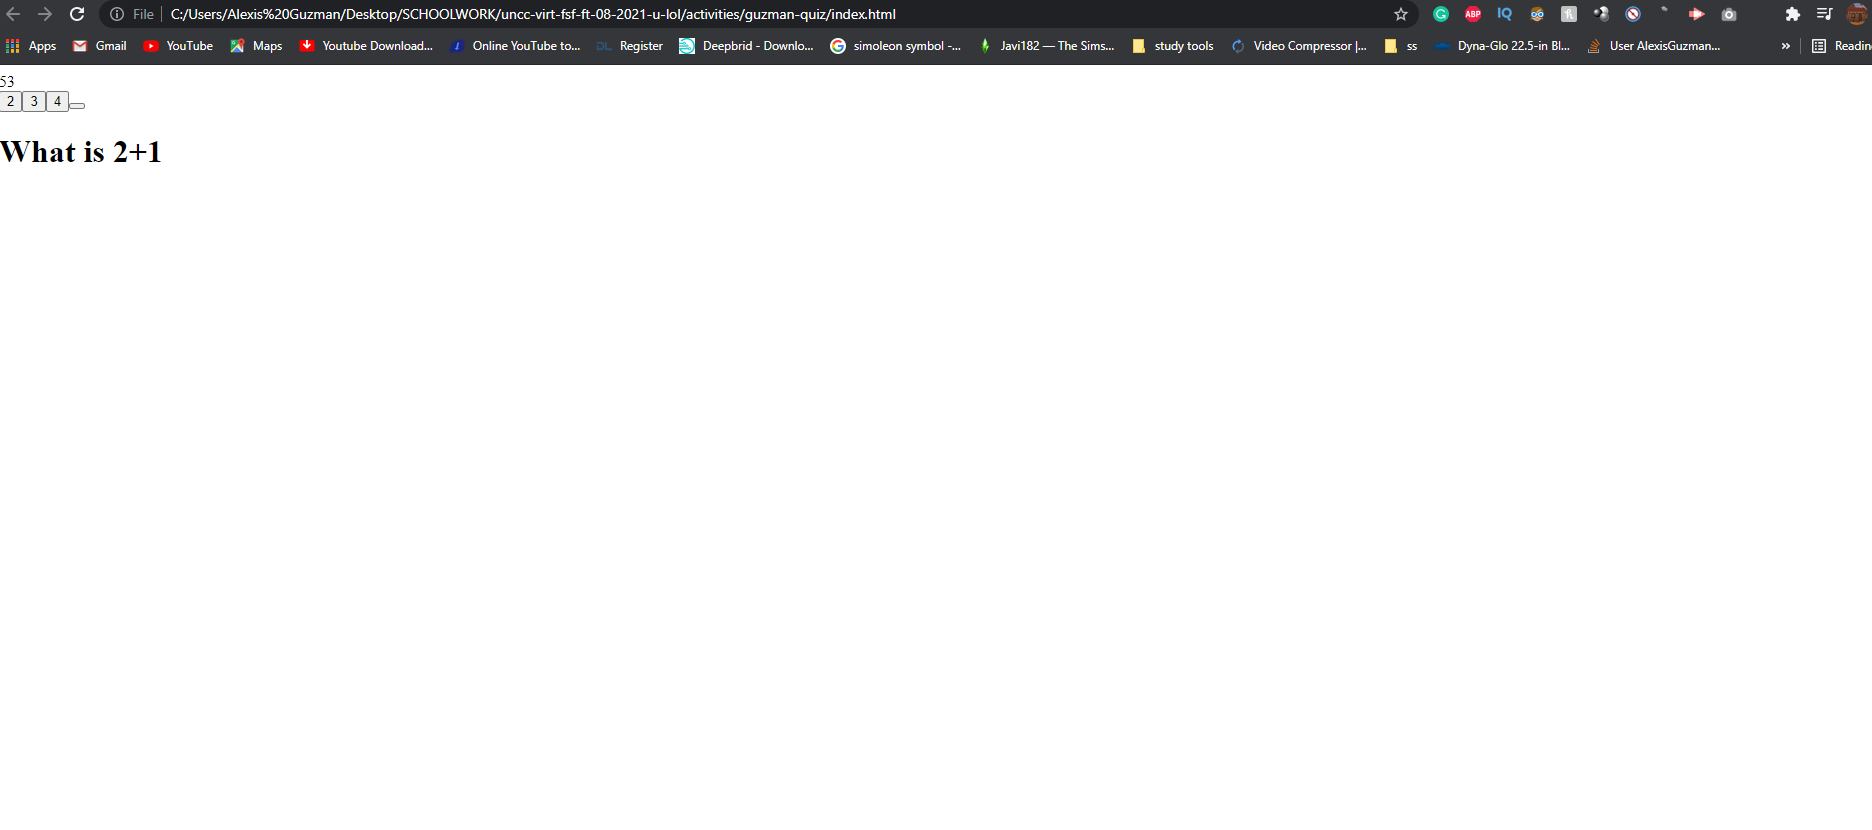 File C:/Users/Alexis%20Guzman/Desktop/SCHOOLWORK/uncc-virt-fsf-ft-08-2021-u-lol/activities/guzman-quiz/index.html ABP IQ
Apps Gmail YouTube Maps Youtube Download... Online YouTube to... DL Register Deepbrid - Downlo... simoleon symbol -... Javi182 — The Sims... study tools Video Compressor |... ss Dyna-Glo 22.5-in Bl... User AlexisGuzman... » Readin
53
2 3 4
What is 2+1